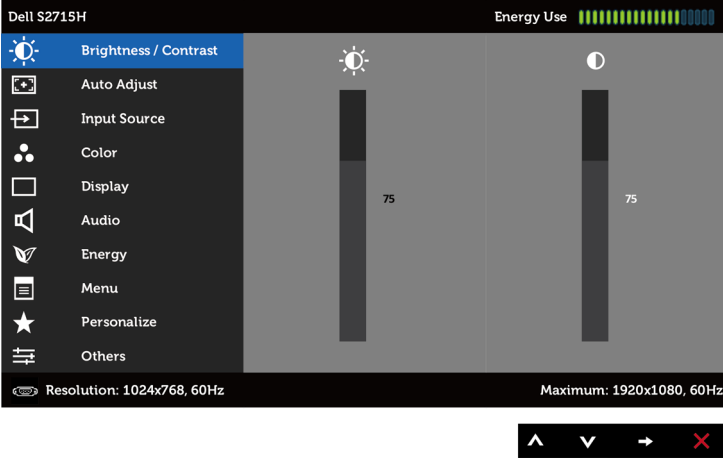 Dell S2715H Energy Use
Brightness / Contrast
Auto Adjust
Input Source
Color
Display
Audio
Energy
Menu
Personalize
Others
75 75
Resolution: 1024x768, 60Hz Maximum: 1920x1080, 60Hz